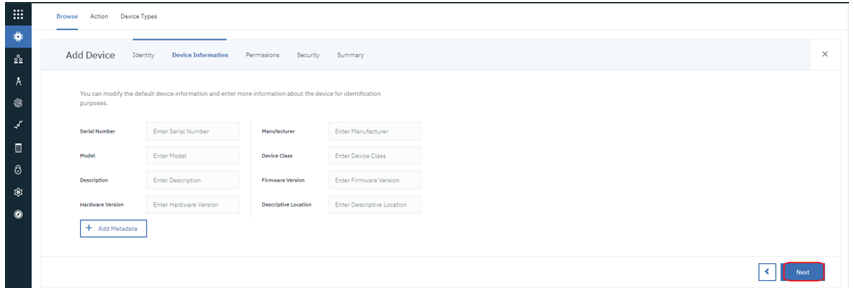 Browse Action Device Types
Add Device Identity Device Information Permissions Security Summary
You can modify the default device information and enter more information about the device for identification
purposes.
Serial Number Enter Serial Number Manufacturer Enter Manufacturer
Model Enter Model Device Class Enter Device Class
Description Enter Description Firmware Version Enter Firmware Version
Hardware Version Enter Hardware Version Descriptive Location Enter Descriptive Location
+ Add Metadata
Next